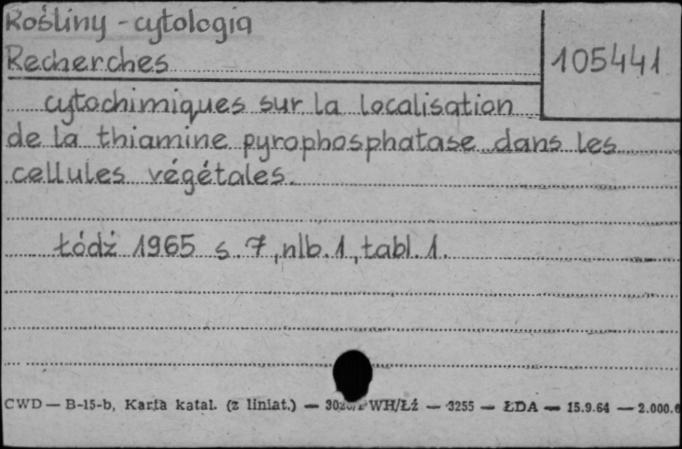 Rośliny - cytologia
Recherches
105441
cytochimiques sur la localisation
de la thiamine pyrophosphatase dans les
cellules végétales.
Łódź 1965 s. 7, nlb. 1, tabl. 1.
CWD — B-15-b, Karta katal. (z liniat.) — WH/Łź — 3255 — ŁDA — 15.9.64 — 2.000.